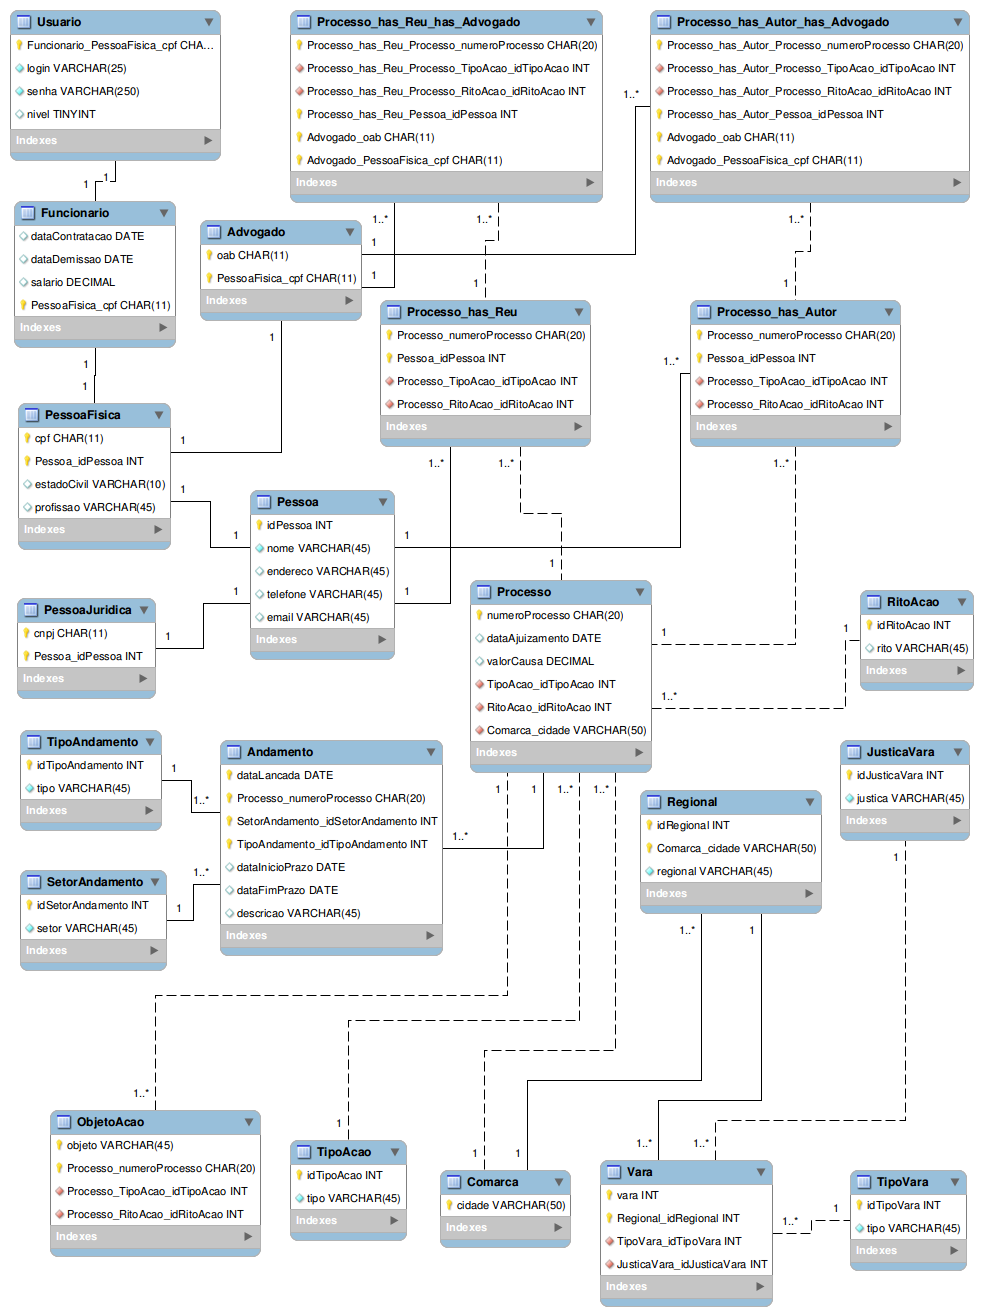 Usuario
Funcionario_PessoaFisica_cpf CHA...
login VARCHAR(25)
senha VARCHAR(250)
nivel TINYINT
Indexes
Processo_has_Reu_has_Advogado
Processo_has_Reu_Processo_numeroProcesso CHAR(20)
Processo_has_Reu_Processo_TipoAcao_idTipoAcao INT
Processo_has_Reu_Processo_RitoAcao_idRitoAcao INT
Processo_has_Reu_Pessoa_idPessoa INT
Advogado_oab CHAR(11)
Advogado_PessoaFisica_cpf CHAR(11)
Indexes
Processo_has_Autor_has_Advogado
Processo_has_Autor_Processo_numeroProcesso CHAR(20)
Processo_has_Autor_Processo_TipoAcao_idTipoAcao INT
Processo_has_Autor_Processo_RitoAcao_idRitoAcao INT
Processo_has_Autor_Pessoa_idPessoa INT
Advogado_oab CHAR(11)
Advogado_PessoaFisica_cpf CHAR(11)
Indexes
1..*
1
1
Funcionario
dataContratacao DATE
dataDemissao DATE
salario DECIMAL
PessoaFisica_cpf CHAR(11)
Indexes
Advogado
oab CHAR(11)
PessoaFisica_cpf CHAR(11)
Indexes
1..*
1..*
1..*
1
1
1
1
1
Processo_has_Reu
Processo_numeroProcesso CHAR(20)
Pessoa_idPessoa INT
Processo_TipoAcao_idTipoAcao INT
Processo_RitoAcao_idRitoAcao INT
Indexes
Processo_has_Autor
Processo_numeroProcesso CHAR(20)
Pessoa_idPessoa INT
Processo_TipoAcao_idTipoAcao INT
Processo_RitoAcao_idRitoAcao INT
Indexes
1
1
1..*
PessoaFisica
cpf CHAR(11)
Pessoa_idPessoa INT
estadoCivil VARCHAR(10)
profissao VARCHAR(45)
Indexes
1
1
1..*
1..*
1..*
Pessoa
idPessoa INT
nome VARCHAR(45)
endereco VARCHAR(45)
telefone VARCHAR(45)
email VARCHAR(45)
Indexes
1
1
1
1
1
1
PessoaJuridica
cnpj CHAR(11)
Pessoa_idPessoa INT
Indexes
Processo
numeroProcesso CHAR(20)
dataAjuizamento DATE
valorCausa DECIMAL
TipoAcao_idTipoAcao INT
RitoAcao_idRitoAcao INT
Comarca_cidade VARCHAR(50)
Indexes
1
1
1..*
RitoAcao
idRitoAcao INT
rito VARCHAR(45)
Indexes
TipoAndamento
idTipoAndamento INT
tipo VARCHAR(45)
Indexes
1
1..*
Andamento
dataLancada DATE
Processo_numeroProcesso CHAR(20)
SetorAndamento_idSetorAndamento INT
TipoAndamento_idTipoAndamento INT
dataInicioPrazo DATE
dataFimPrazo DATE
descricao VARCHAR(45)
Indexes
1
1
1..*
1..*
1..*
Regional
idRegional INT
Comarca_cidade VARCHAR(50)
regional VARCHAR(45)
Indexes
JusticaVara
idJusticaVara INT
justica VARCHAR(45)
Indexes
SetorAndamento
idSetorAndamento INT
setor VARCHAR(45)
Indexes
1..*
1
1
1..*
1
1..*
1
1
1
1..*
1..*
ObjetoAcao
objeto VARCHAR(45)
Processo_numeroProcesso CHAR(20)
Processo_TipoAcao_idTipoAcao INT
Processo_RitoAcao_idRitoAcao INT
Indexes
TipoAcao
idTipoAcao INT
tipo VARCHAR(45)
Indexes
Comarca
cidade VARCHAR(50)
Indexes
Vara
vara INT
Regional_idRegional INT
TipoVara_idTipoVara INT
JusticaVara_idJusticaVara INT
Indexes
1..*
1
TipoVara
idTipoVara INT
tipo VARCHAR(45)
Indexes